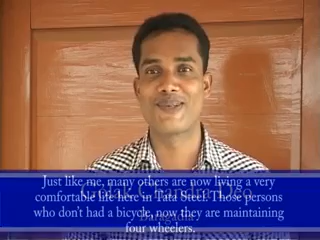 Just like me, many others are now living a very
comfortable life here in Tata Steel. Those persons
who don't had a bicycle, now they are maintaining
four wheelers.